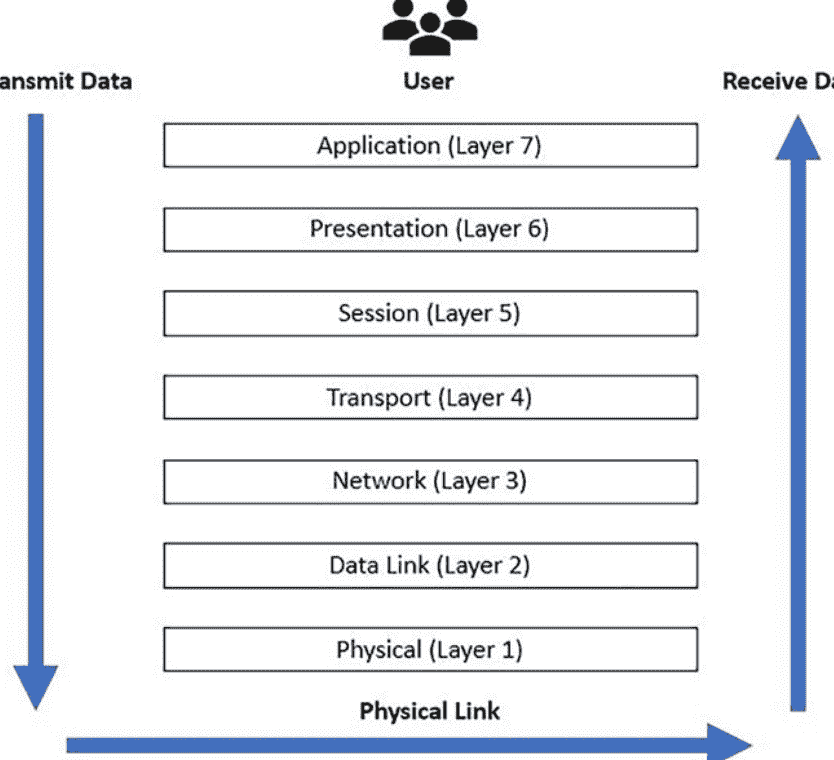 ansmit Data
User
Receive Da
Application (Layer 7)
Presentation (Layer 6)
Session (Layer 5)
Transport (Layer 4)
Network (Layer 3)
Data Link (Layer 2)
Physical (Layer 1)
Physical Link